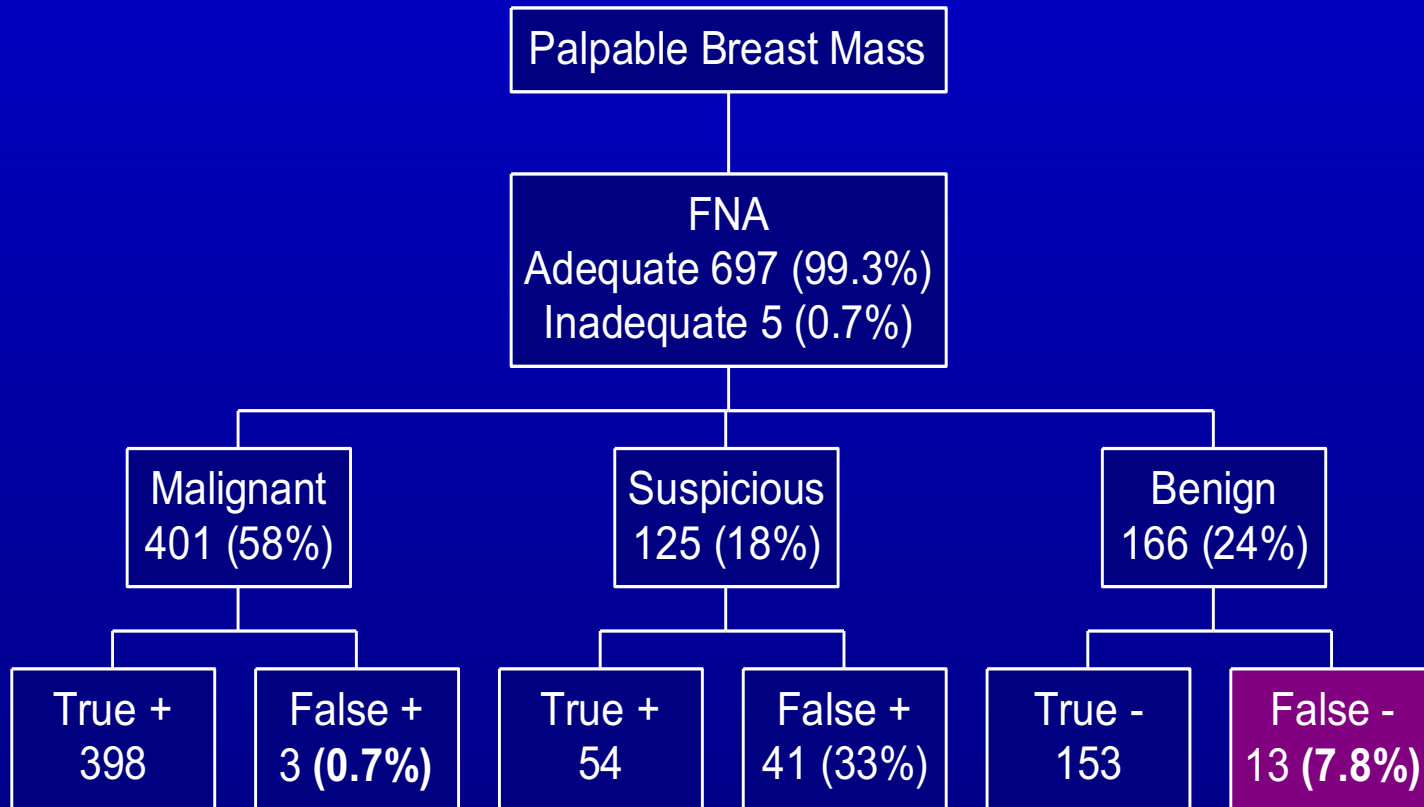 Palpable Breast Mass
FNA
Adequate 697 (99.3%)
Inadequate 5 (0.7%)
Malignant
401 (58%)
Suspicious
125 (18%)
Benign
166 (24%)
True +
398
False +
3 (0.7%)
True +
54
False +
41 (33%)
True -
153
False -
13 (7.8%)